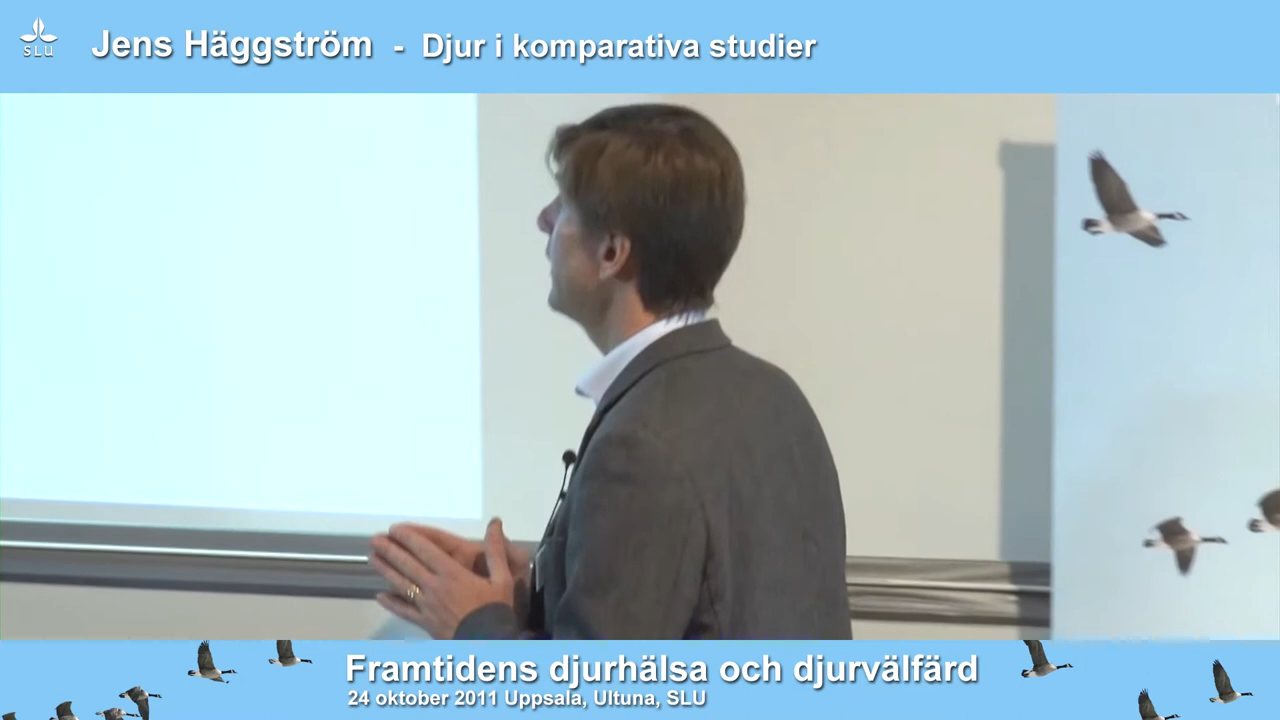 SLU
Jens Häggström - Djur i komparativa studier
Framtidens djurhälsa och djurvälfärd
24 oktober 2011 Uppsala, Ultuna, SLU